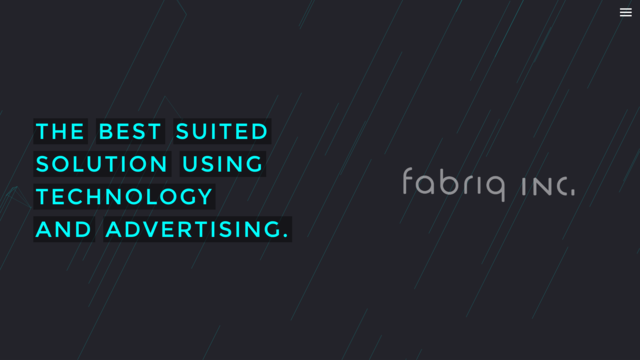 THE BEST SUITED
SOLUTION USING
TECHNOLOGY
AND ADVERTISING.
fabriq INC.